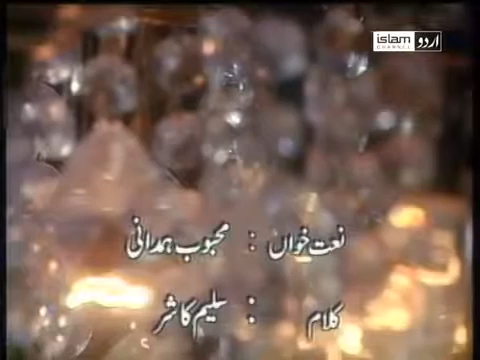 islam اردو
CHANNEL
نعت خواں : محبوب ہمدانی
کلام : سلیم کاشر